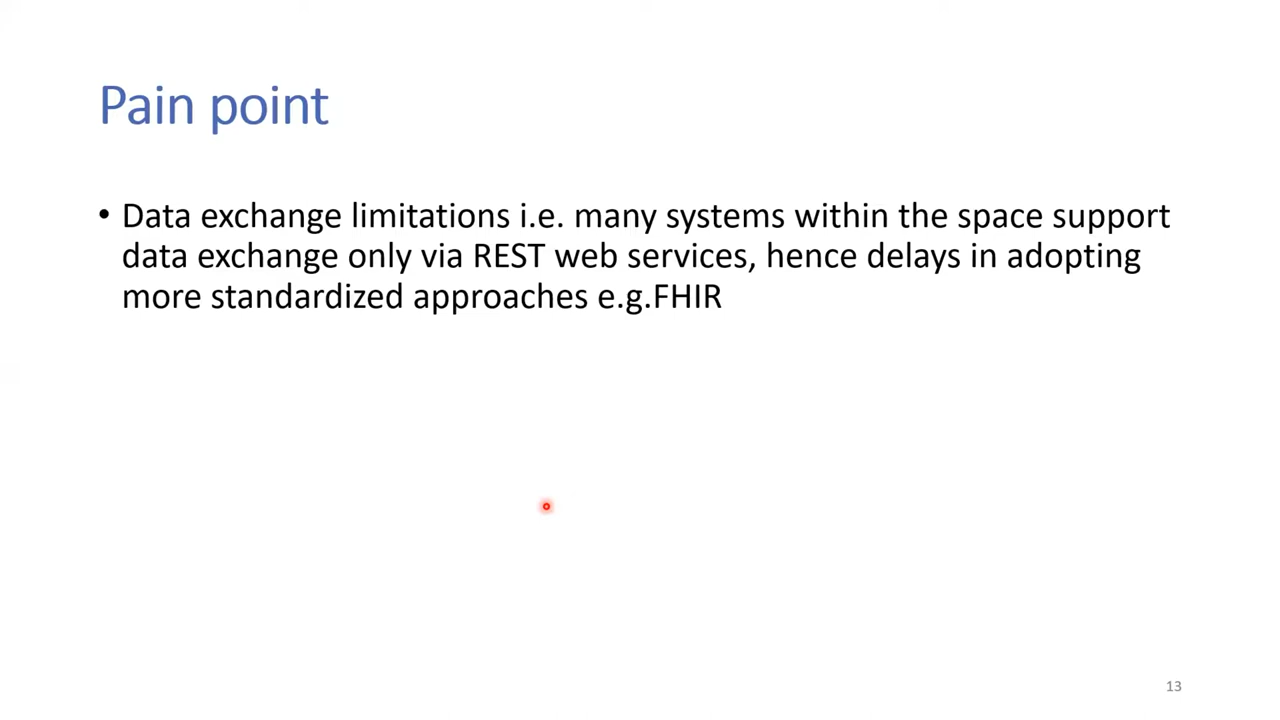 Pain point
• Data exchange limitations i.e. many systems within the space support
data exchange only via REST web services, hence delays in adopting
more standardized approaches e.g.FHIR
13